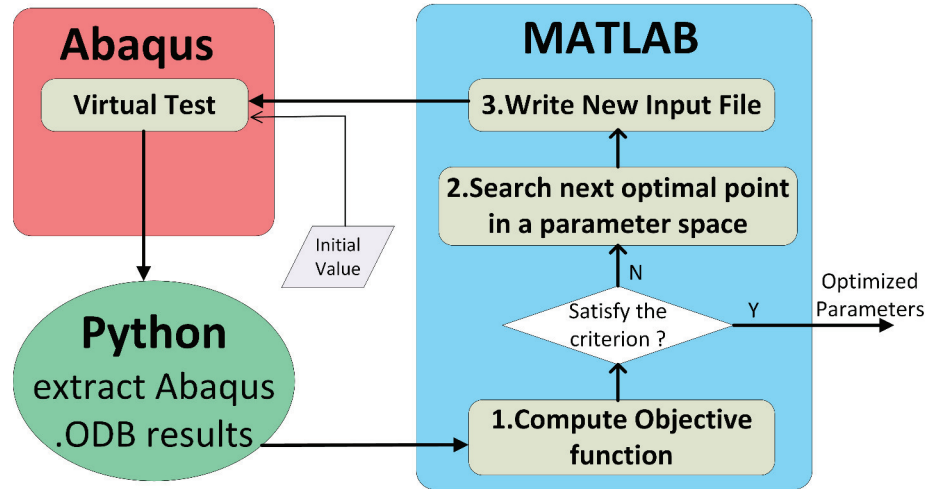 Abaqus
Virtual Test
Initial
Value
Python
extract Abaqus
.ODB results
MATLAB
3.Write New Input File
2.Search next optimal point
in a parameter space
N
Satisfy the
criterion ?
Y
Optimized
Parameters
1.Compute Objective
function